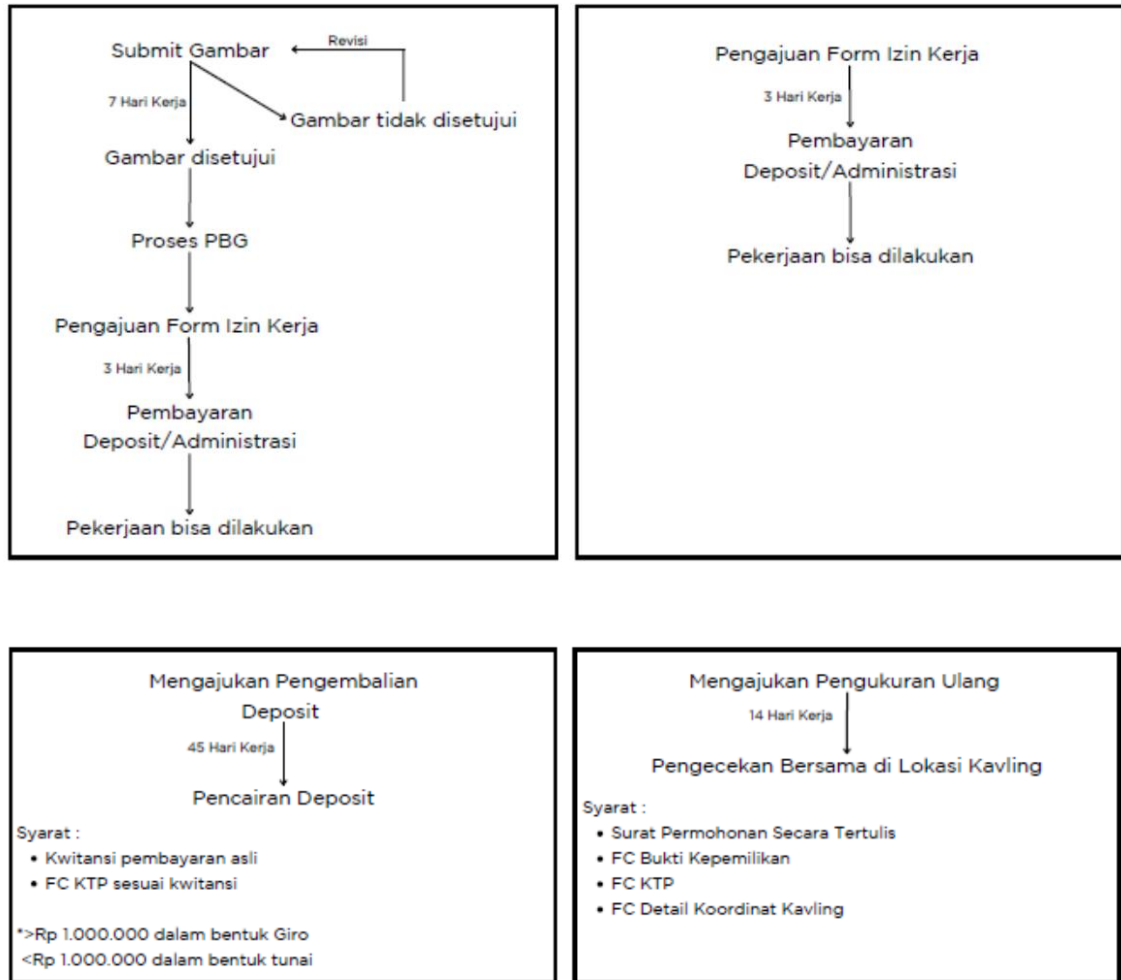 Submit Gambar
Revisi
7 Hari Kerja
Gambar tidak disetujui
Gambar disetujui
Proses PBG
Pengajuan Form Izin Kerja
3 Hari Kerja
Pembayaran
Deposit/Administrasi
Pekerjaan bisa dilakukan
Pengajuan Form Izin Kerja
3 Hari Kerja
Pembayaran
Deposit/Administrasi
Pekerjaan bisa dilakukan
Mengajukan Pengembalian
Deposit
45 Hari Kerja
Pencairan Deposit
Syarat :
• Kwitansi pembayaran asli
• FC KTP sesuai kwitansi
*>Rp 1.000.000 dalam bentuk Giro
<Rp 1.000.000 dalam bentuk tunai
Mengajukan Pengukuran Ulang
14 Hari Kerja
Pengecekan Bersama di Lokasi Kavling
Syarat :
• Surat Permohonan Secara Tertulis
• FC Bukti Kepemilikan
• FC KTP
• FC Detail Koordinat Kavling